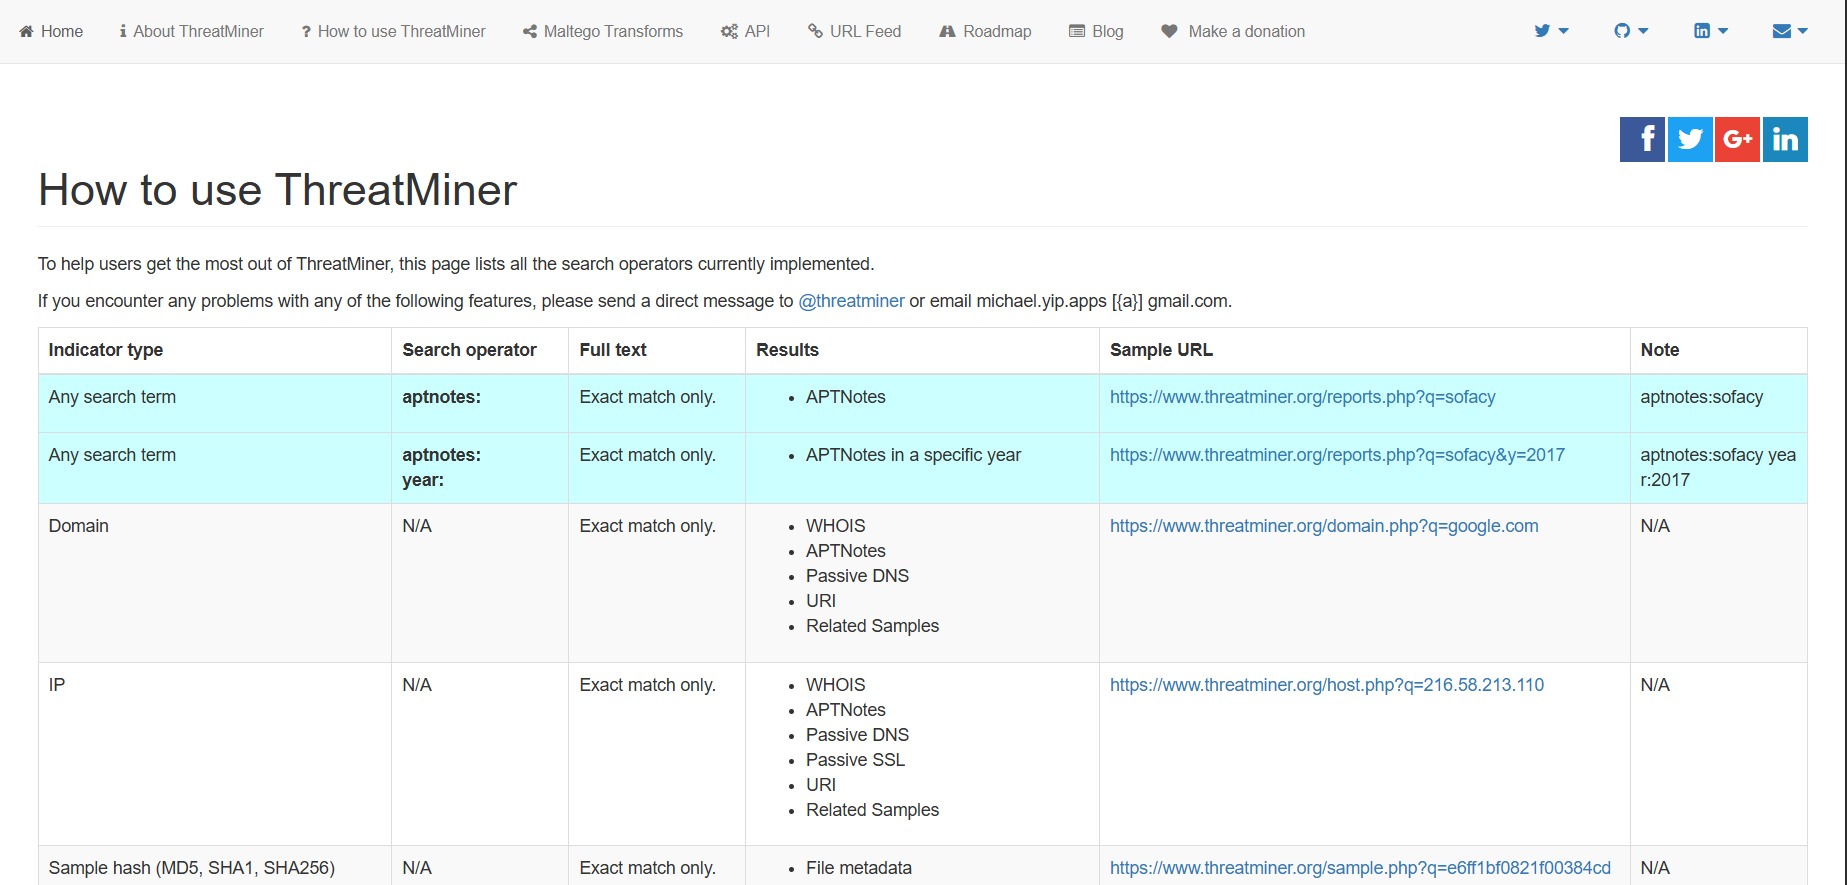 Home About ThreatMiner ? How to use ThreatMiner Maltego Transforms API URL Feed Roadmap Blog Make a donation
How to use ThreatMiner
To help users get the most out of ThreatMiner, this page lists all the search operators currently implemented.
If you encounter any problems with any of the following features, please send a direct message to @threatminer or email michael.yip.apps [{a}] gmail.com.
Indicator type Search operator Full text Results Sample URL Note
Any search term aptnotes: Exact match only. • APTNotes https://www.threatminer.org/reports.php?q=sofacy aptnotes:sofacy
Any search term aptnotes: Exact match only. • APTNotes in a specific year https://www.threatminer.org/reports.php?q=sofacy&y=2017 aptnotes:sofacy yea
year: r:2017
Domain N/A Exact match only. • WHOIS https://www.threatminer.org/domain.php?q=google.com N/A
• APTNotes
• Passive DNS
• URI
• Related Samples
IP N/A Exact match only. • WHOIS https://www.threatminer.org/host.php?q=216.58.213.110 N/A
• APTNotes
• Passive DNS
• Passive SSL
• URI
• Related Samples
Sample hash (MD5, SHA1, SHA256) N/A Exact match only. • File metadata https://www.threatminer.org/sample.php?q=e6ff1bf0821f00384cd N/A